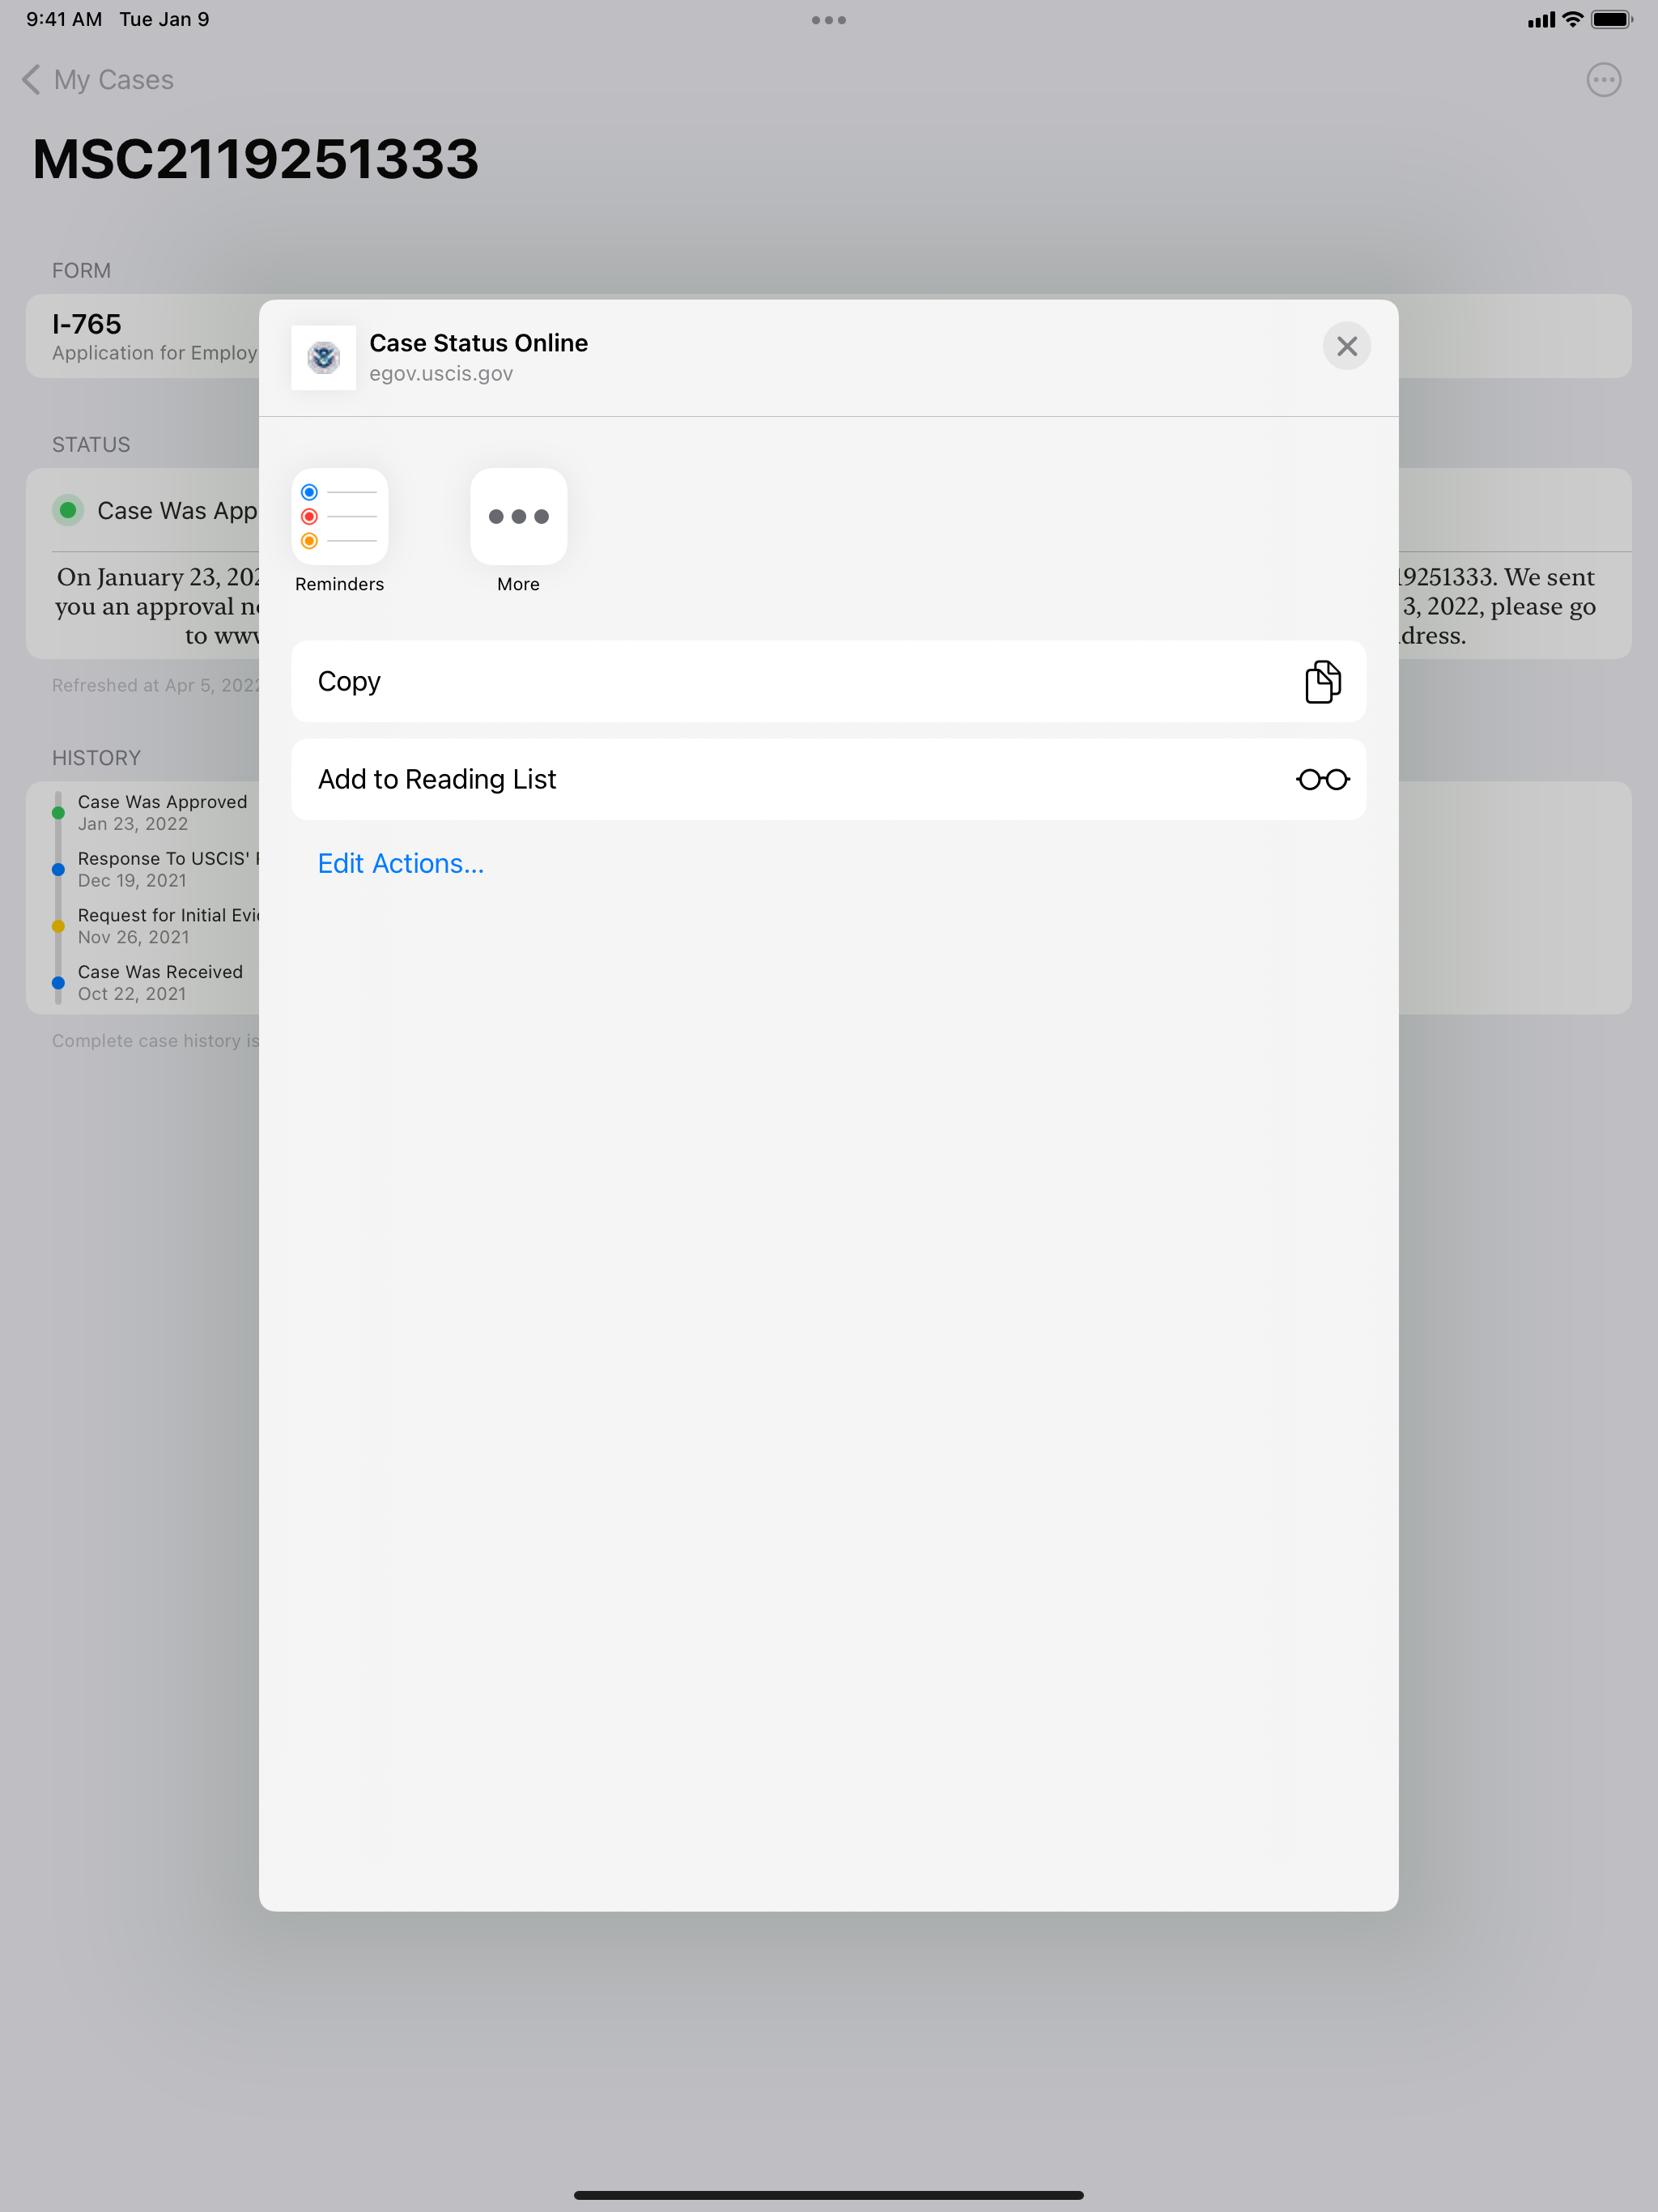 9:41 AM Tue Jan 9
My Cases
MSC2119251333
FORM
I-765
Application for Employ
Case Status Online
egov.uscis.gov
STATUS
Case Was App
On January 23, 202
19251333. We sent
you an approval
3, 2022, please go
to www
dress.
Refreshed at Apr 5, 2022
Reminders
More
Copy
Add to Reading List
Edit Actions...
HISTORY
Case Was Approved
Jan 23, 2022
Response To USCIS'
Dec 19, 2021
Request for Initial Evi
Nov 26, 2021
Case Was Received
Oct 22, 2021
Complete case history is